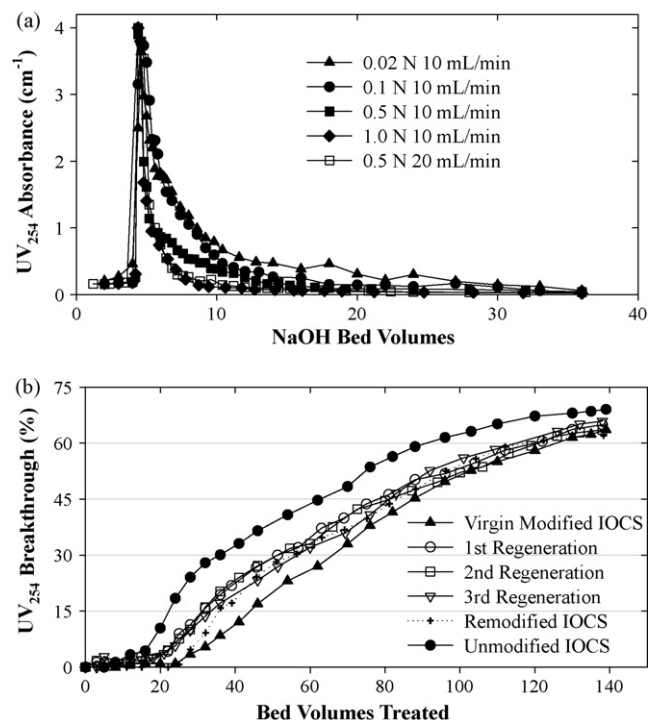 (a)
4
3
2
1
0
UV254 Absorbance (cm-1)
0.02 N 10 mL/min
0.1 N 10 mL/min
0.5 N 10 mL/min
1.0 N 10 mL/min
0.5 N 20 mL/min
0 10 20 30 40
NaOH Bed Volumes
(b)
75
60
45
30
15
0
UV254 Breakthrough (%)
Virgin Modified IOCS
1st Regeneration
2nd Regeneration
3rd Regeneration
Remodified IOCS
Unmodified IOCS
0 20 40 60 80 100 120 140
Bed Volumes Treated